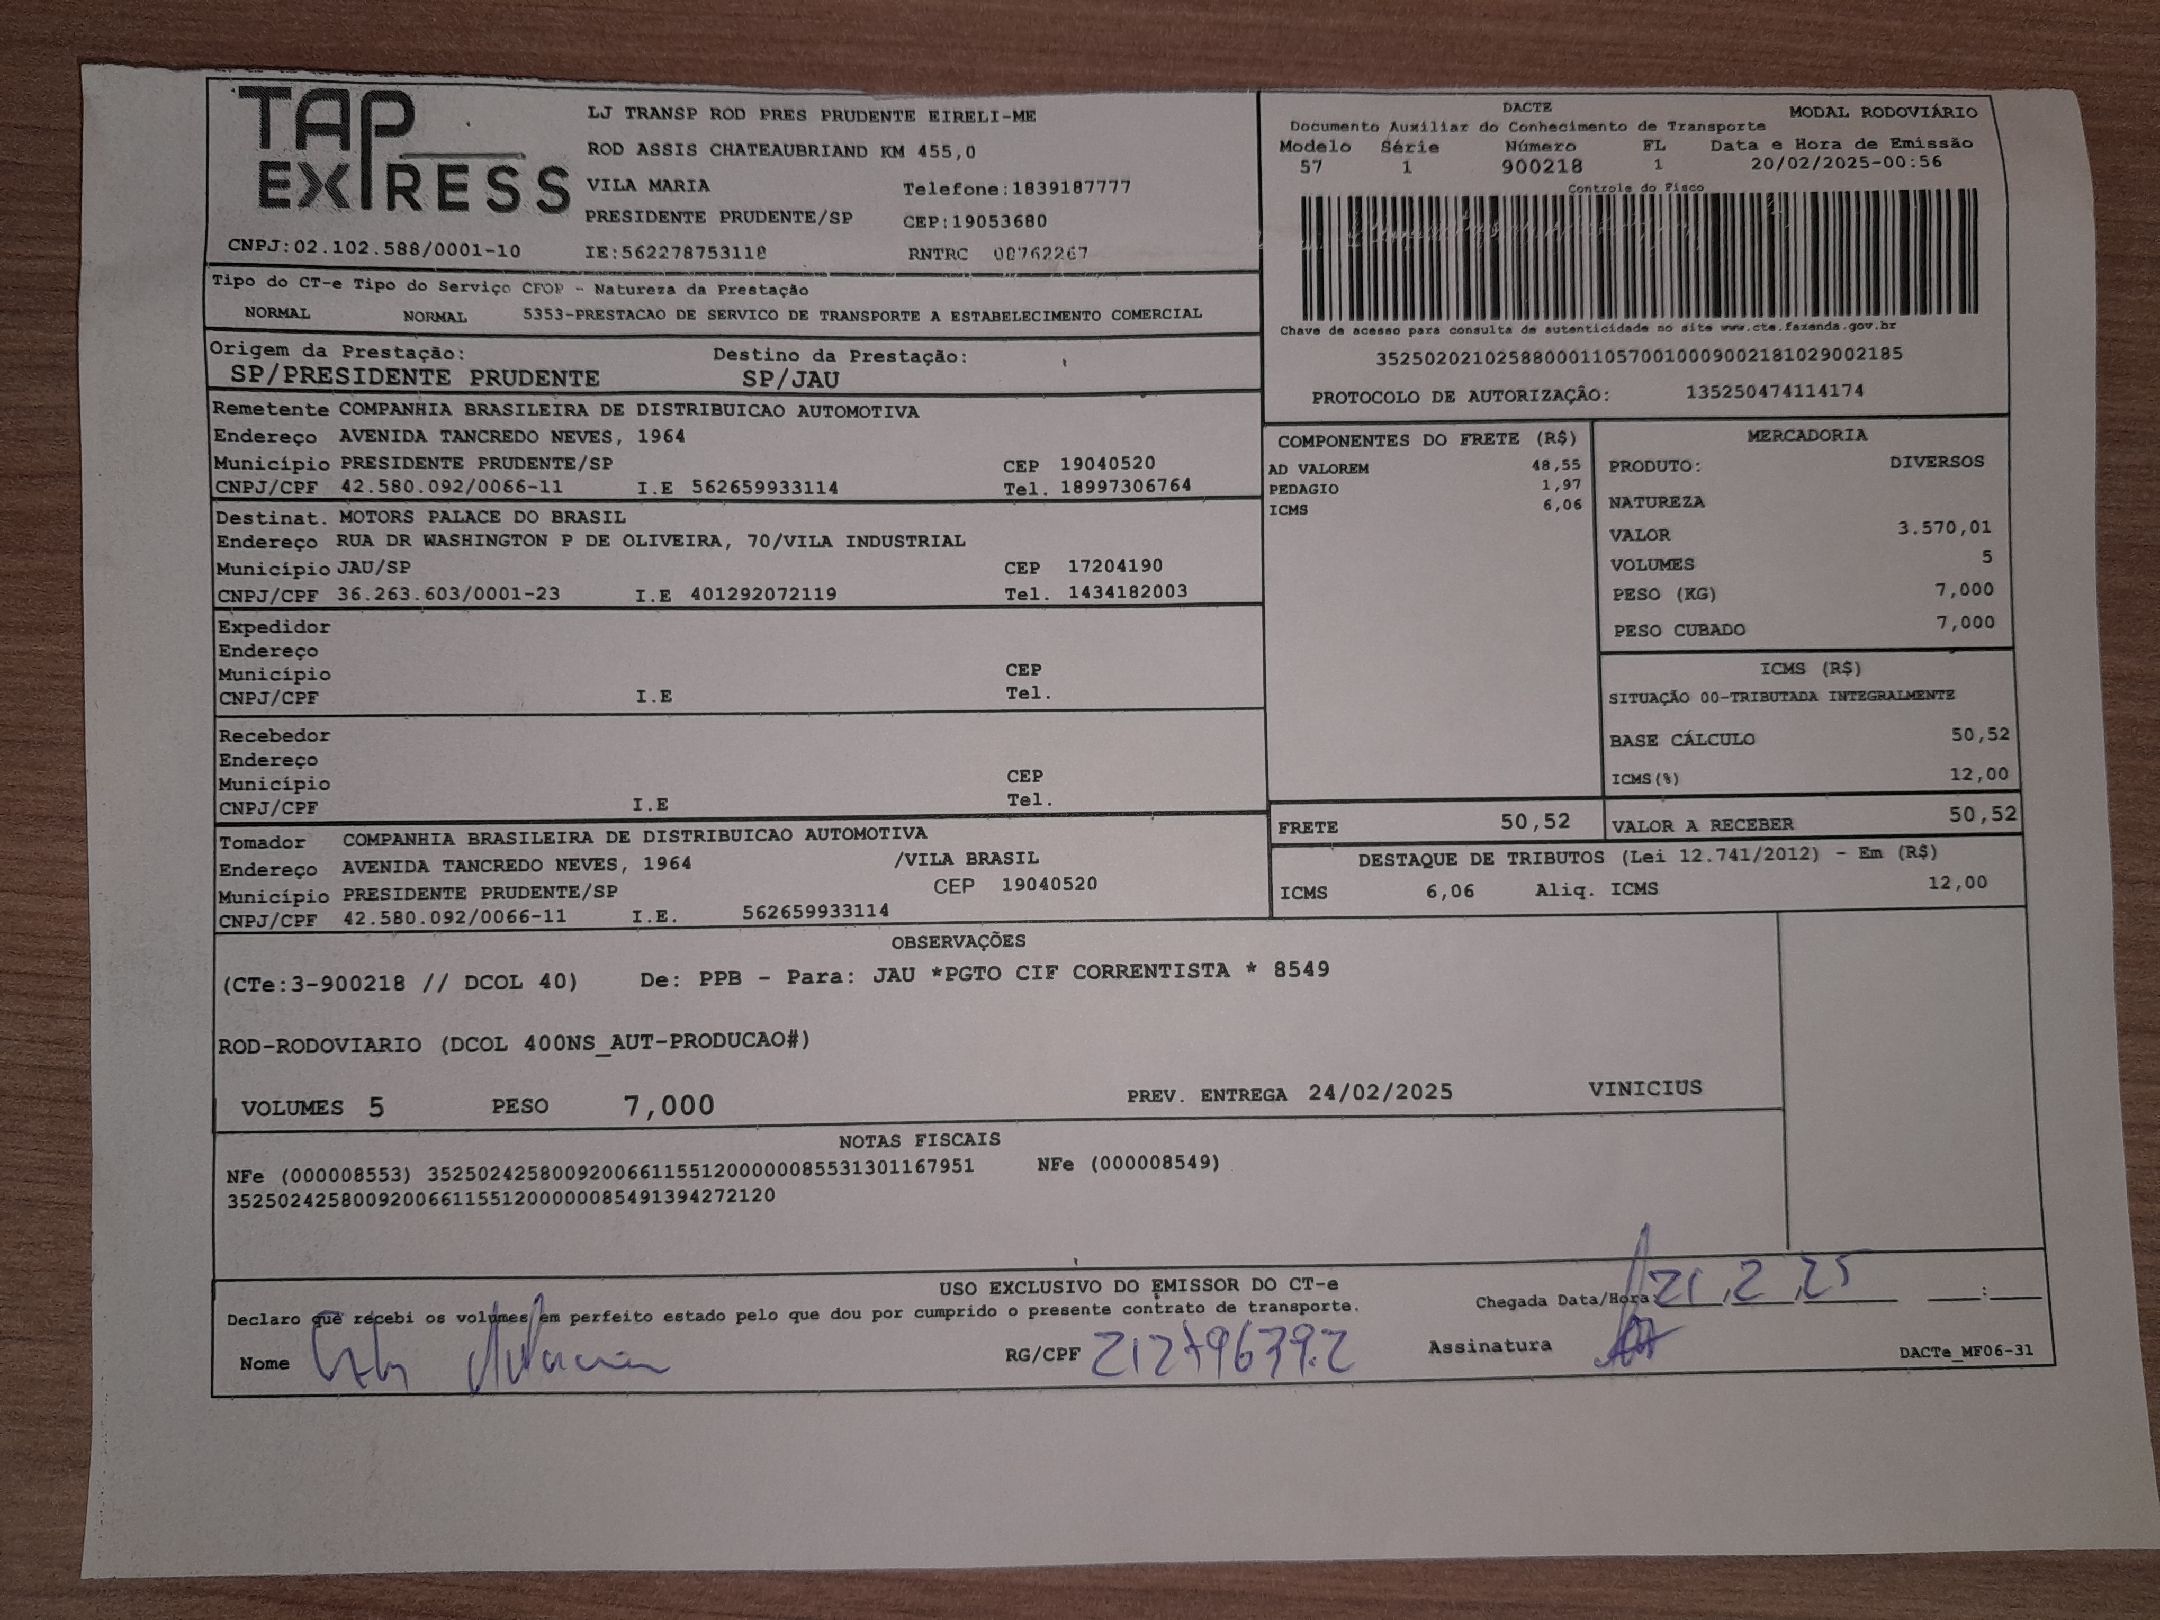 TAP
EXPRESS
LJ TRANSP ROD PRES PRUDENTE EIRELI-ME
ROD ASSIS CHATEAUBRIAND KM 455,0
VILA MARIA Telefone:1839187777
PRESIDENTE PRUDENTE/SP CEP:19053680
CNPJ:02.102.588/0001-10 IE:562278753118 RNTRC 08762267
DACTE MODAL RODOVIÁRIO
Documento Auxiliar do Conhecimento de Transporte
Modelo Série Número FL Data e Hora de Emissão
57 1 900218 1 20/02/2025-00:56
Controle do Fisco
Chave de acesso para consulta de autenticidade no site www.cte.fazenda.gov.br
35250202102588000110570010009002181029002185
PROTOCOLO DE AUTORIZAÇÃO: 135250474114174
Tipo do CT-e Tipo do Serviço CFOP - Natureza da Prestação
NORMAL NORMAL 5353-PRESTACAO DE SERVICO DE TRANSPORTE A ESTABELECIMENTO COMERCIAL
Origem da Prestação: Destino da Prestação:
SP/PRESIDENTE PRUDENTE SP/JAU
Remetente COMPANHIA BRASILEIRA DE DISTRIBUICAO AUTOMOTIVA
Endereço AVENIDA TANCREDO NEVES, 1964
Município PRESIDENTE PRUDENTE/SP CEP 19040520
CNPJ/CPF 42.580.092/0066-11 I.E 562659933114 Tel. 18997306764
Destinat. MOTORS PALACE DO BRASIL
Endereço RUA DR WASHINGTON P DE OLIVEIRA, 70/VILA INDUSTRIAL
Município JAU/SP CEP 17204190
CNPJ/CPF 36.263.603/0001-23 I.E 401292072119 Tel. 1434182003
Expedidor
Endereço
Município CEP
CNPJ/CPF I.E Tel.
Recebedor
Endereço
Município CEP
CNPJ/CPF I.E Tel.
Tomador COMPANHIA BRASILEIRA DE DISTRIBUICAO AUTOMOTIVA
Endereço AVENIDA TANCREDO NEVES, 1964 /VILA BRASIL
Município PRESIDENTE PRUDENTE/SP CEP 19040520
CNPJ/CPF 42.580.092/0066-11 I.E. 562659933114
COMPONENTES DO FRETE (R$)
AD VALOREM 48,55
PEDAGIO 1,97
ICMS 6,06
MERCADORIA
PRODUTO: DIVERSOS
NATUREZA
VALOR 3.570,01
VOLUMES 5
PESO (KG) 7,000
PESO CUBADO 7,000
ICMS (R$)
SITUAÇÃO 00-TRIBUTADA INTEGRALMENTE
BASE CÁLCULO 50,52
ICMS(%) 12,00
FRETE 50,52 VALOR A RECEBER 50,52
DESTAQUE DE TRIBUTOS (Lei 12.741/2012) - Em (R$)
ICMS 6,06 Aliq. ICMS 12,00
OBSERVAÇÕES
(CTe:3-900218 // DCOL 40) De: PPB - Para: JAU *PGTO CIF CORRENTISTA * 8549
ROD-RODOVIARIO (DCOL 400NS_AUT-PRODUCAO#)
VOLUMES 5 PESO 7,000 PREV. ENTREGA 24/02/2025 VINICIUS
NOTAS FISCAIS
NFe (000008553) 35250242580092006611551200000085531301167951 NFe (000008549)
35250242580092006611551200000085491394272120
USO EXCLUSIVO DO EMISSOR DO CT-e
Declaro que recebi os volumes em perfeito estado pelo que dou por cumprido o presente contrato de transporte. Chegada Data/Hora 21 2 25 :
Nome RG/CPF 21279639.2 Assinatura DACTe_MF06-31